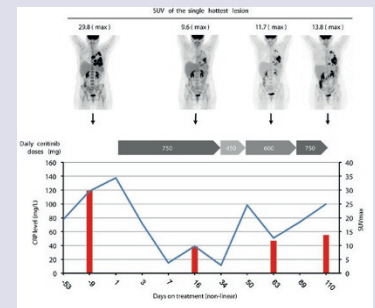 SUV of the single hottest lesion
29.8 (max) 9.6 (max) 11.7 (max) 13.8 (max)
Daily ceritinib
doses (mg)
750 450 600 750
CRP level (mg/L)
160
140
120
100
80
60
40
20
0
40
35
30
25
20
15
10
5
0
SUVmax
-53 -9 1 3 7 16 34 50 63 89 110
Days on treatment (non-linear)